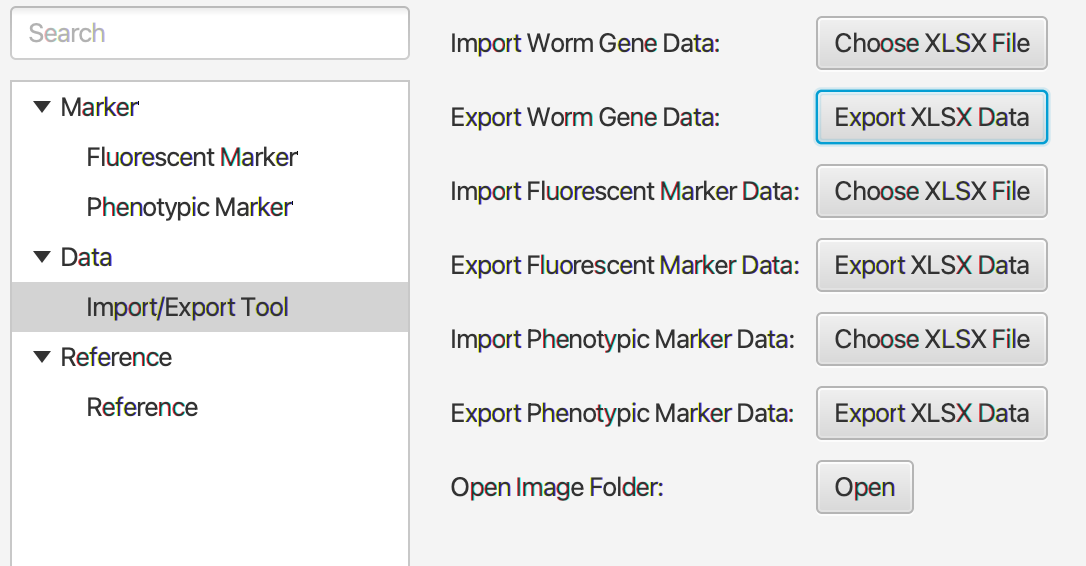 Search
Marker
Fluorescent Marker
Phenotypic Marker
Data
Import/Export Tool
Reference
Reference
Import Worm Gene Data: Choose XLSX File
Export Worm Gene Data: Export XLSX Data
Import Fluorescent Marker Data: Choose XLSX File
Export Fluorescent Marker Data: Export XLSX Data
Import Phenotypic Marker Data: Choose XLSX File
Export Phenotypic Marker Data: Export XLSX Data
Open Image Folder: Open